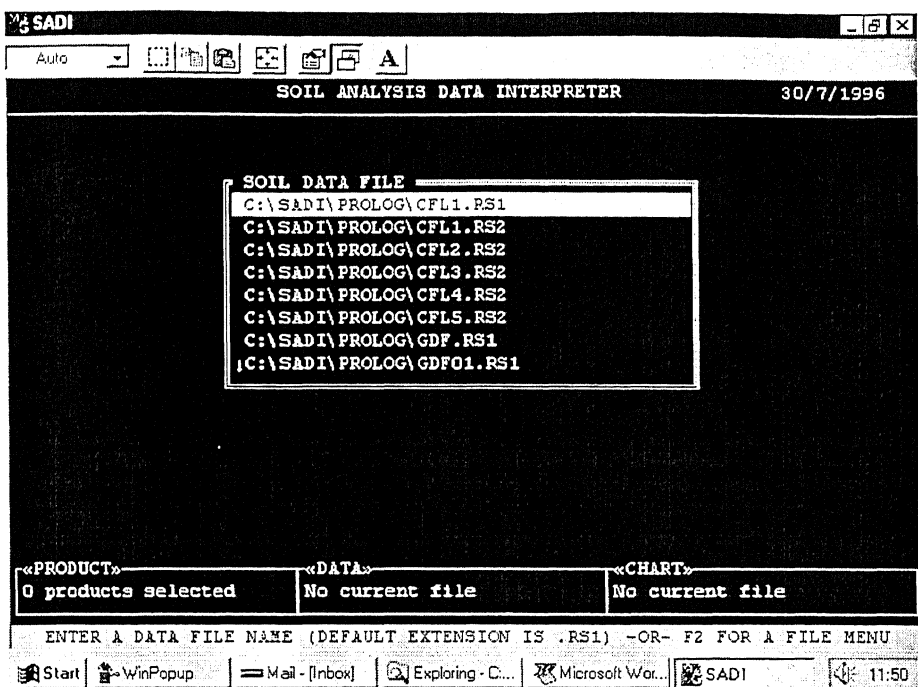 SADI
Auto
A
SOIL ANALYSIS DATA INTERPRETER 30/7/1996
SOIL DATA FILE
C:\SADI\PROLOG\CFL1.RS1
C:\SADI\PROLOG\CFL1.RS2
C:\SADI\PROLOG\CFL2.RS2
C:\SADI\PROLOG\CFL3.RS2
C:\SADI\PROLOG\CFL4.RS2
C:\SADI\PROLOG\CFL5.RS2
C:\SADI\PROLOG\GDF.RS1
↓C:\SADI\PROLOG\GDF01.RS1
«PRODUCT» «DATA» «CHART»
0 products selected No current file No current file
ENTER A DATA FILE NAME (DEFAULT EXTENSION IS .RS1) -OR- F2 FOR A FILE MENU
Start WinPopup Mail - [Inbox] Exploring - C:... Microsoft Wor... SADI 11:50